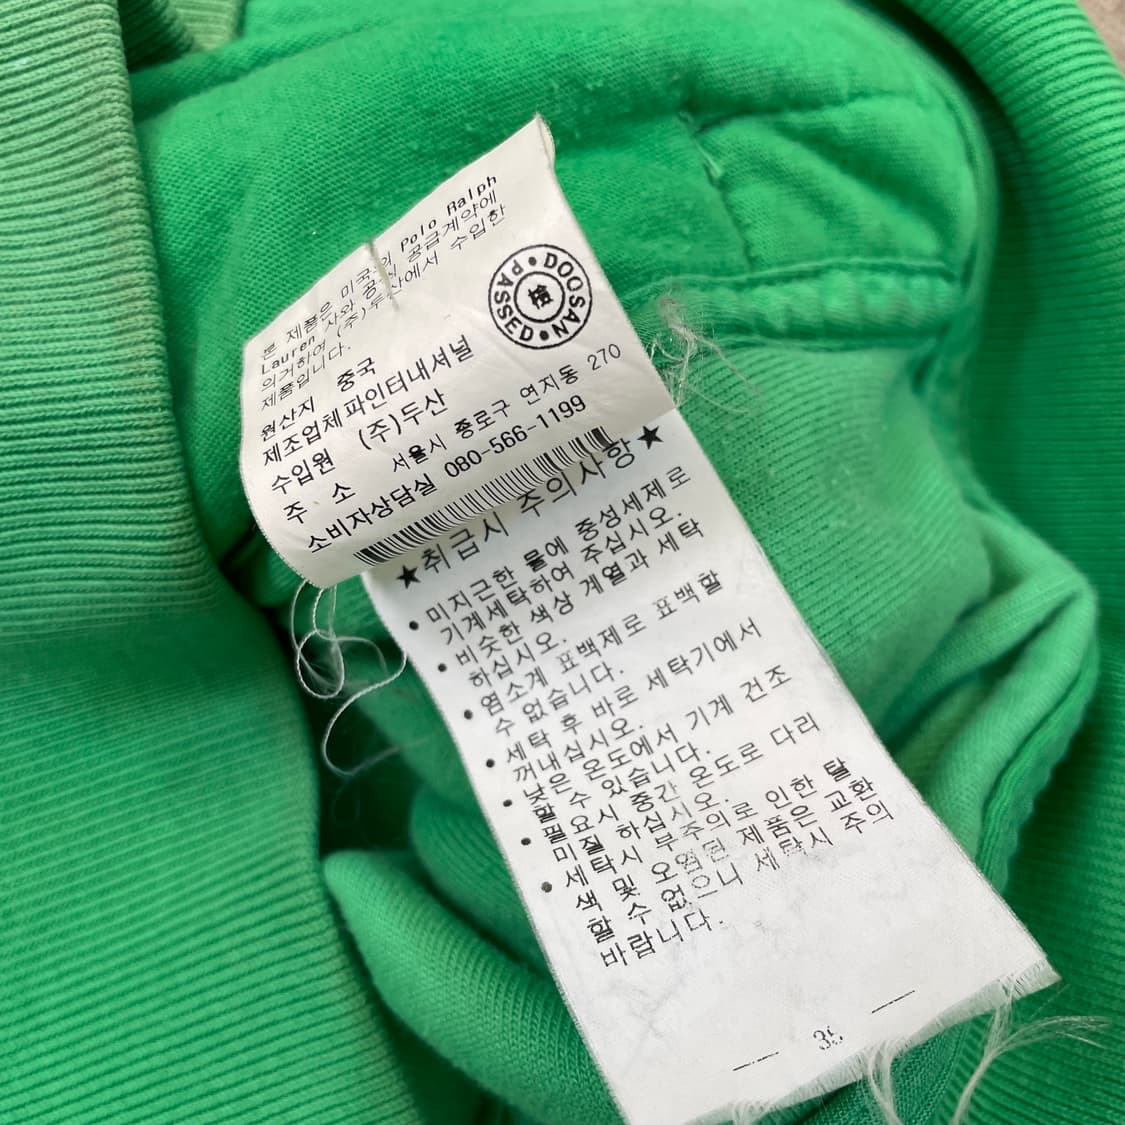 본 제품은 미국의 Polo Ralph
Lauren 사와 공식 공급계약에
의거하여 (주)두산에서 수입한
제품입니다.
원산지 중국
제조업체 파인터내셔널
수입원 (주)두산
주 소 서울시 종로구 연지동 270
소비자상담실 080-566-1199
PASSED • DOOSAN •
檢
★취급시 주의사항★
• 미지근한 물에 중성세제로
기계세탁하여 주십시오.
• 비슷한 색상 계열과 세탁
하십시오.
• 염소계 표백제로 표백할
수 없습니다.
• 세탁 후 바로 세탁기에서
꺼내십시오.
• 낮은 온도에서 기계 건조
할 수 있습니다.
• 필요시 중간 온도로 다리
미질 하십시오.
• 세탁시 부주의로 인한 탈
색 및 오염된 제품은 교환
할 수 없으니 세탁시 주의
바랍니다.